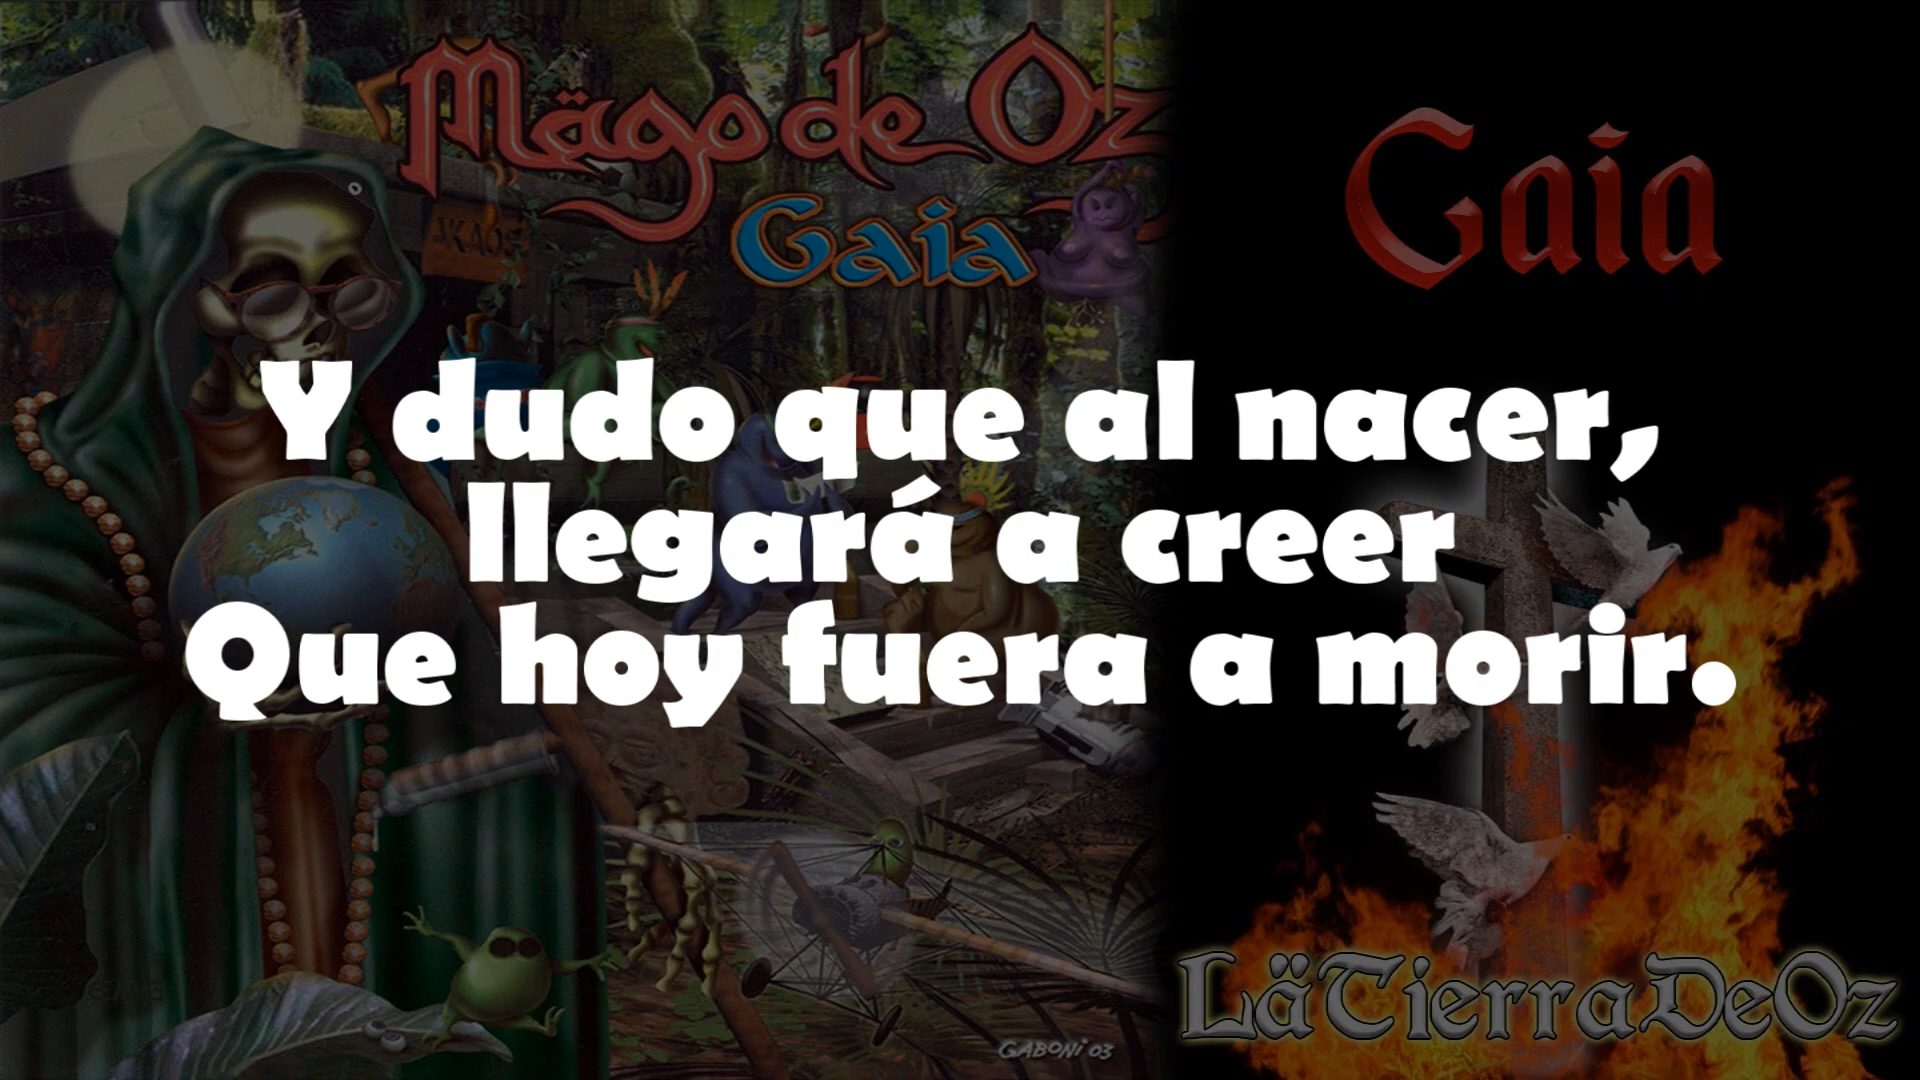 Mägo de Oz
Gaia
Gaia
Y dudo que al nacer,
llegará a creer
Que hoy fuera a morir.
LäTierraDeOz
GABONI 03